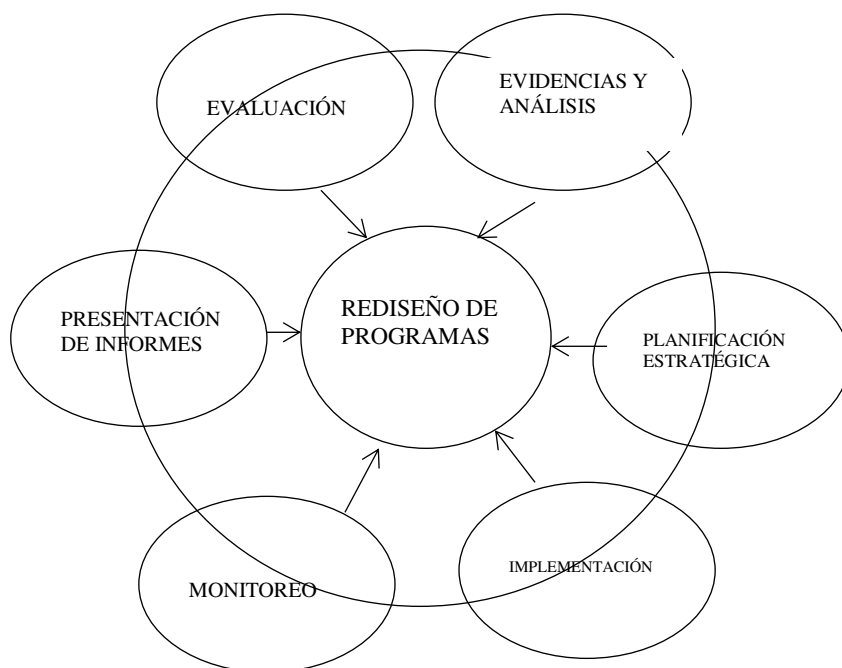 EVALUACIÓN
EVIDENCIAS Y
ANÁLISIS
PRESENTACIÓN
DE INFORMES
REDISEÑO DE
PROGRAMAS
PLANIFICACIÓN
ESTRATÉGICA
MONITOREO
IMPLEMENTACIÓN